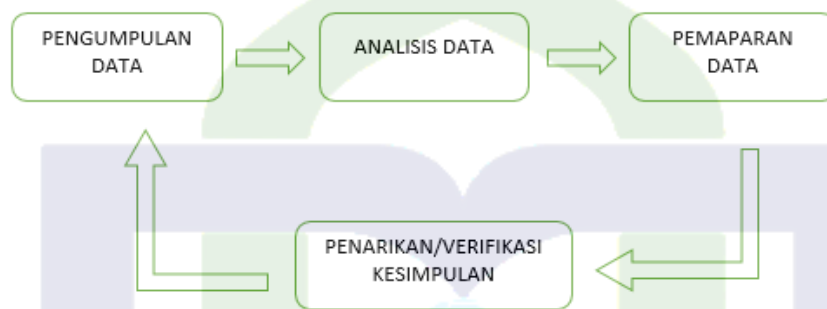 PENGUMPULAN
DATA
ANALISIS DATA
PEMAPARAN
DATA
PENARIKAN/VERIFIKASI
KESIMPULAN